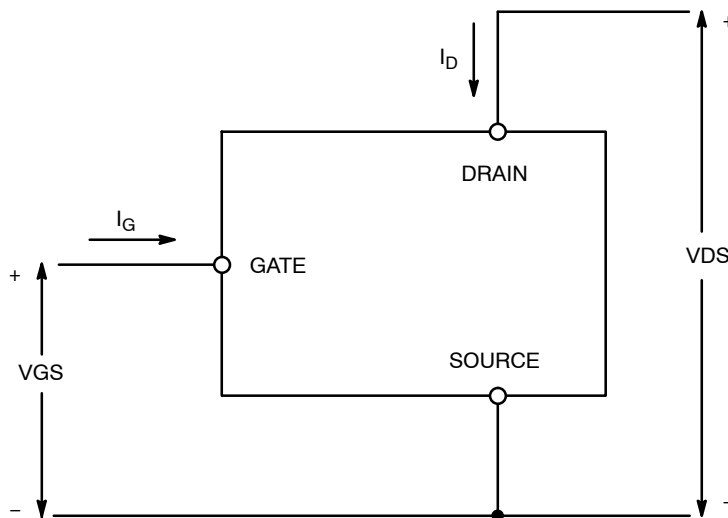 +
I_D
DRAIN
I_G
GATE
+
VDS
SOURCE
VGS
–
–